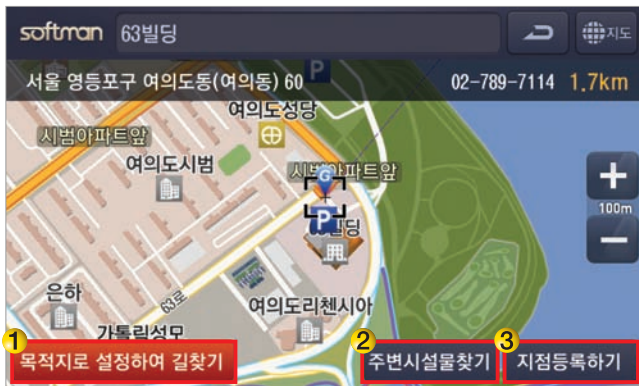 softman 63빌딩 지도
서울 영등포구 여의도동(여의동) 60 02-789-7114 1.7km
P
여의도성당
시범아파트앞
여의도시범
시범아파트앞
G
P
100m
은하
63로
여의도리첸시아
가톨릭성모
1 2 3
목적지로 설정하여 길찾기 주변시설물찾기 지점등록하기